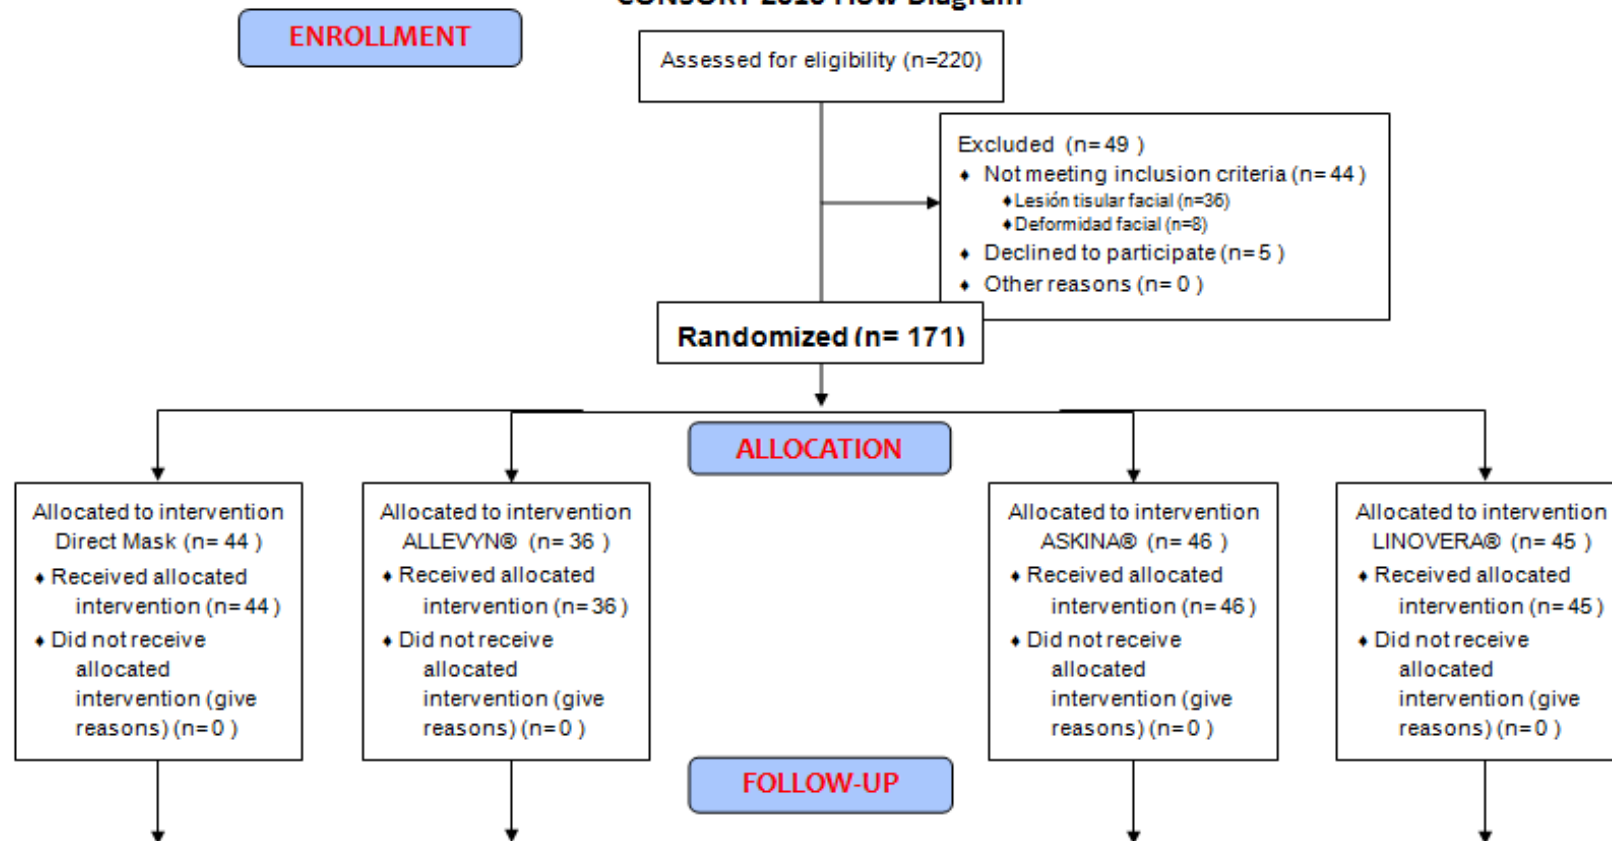 CONSORT 2010 Flow Diagram
ENROLLMENT
Assessed for eligibility (n=220)
Excluded (n= 49 )
♦ Not meeting inclusion criteria (n= 44 )
♦Lesión tisular facial (n=36)
♦Deformidad facial (n=8)
♦ Declined to participate (n= 5 )
♦ Other reasons (n= 0 )
Randomized (n= 171)
ALLOCATION
Allocated to intervention
Direct Mask (n= 44 )
♦ Received allocated
intervention (n= 44 )
♦ Did not receive
allocated
intervention (give
reasons) (n= 0 )
Allocated to intervention
ALLEVYN® (n= 36 )
♦ Received allocated
intervention (n= 36 )
♦ Did not receive
allocated
intervention (give
reasons) (n= 0 )
Allocated to intervention
ASKINA® (n= 46 )
♦ Received allocated
intervention (n= 46 )
♦ Did not receive
allocated
intervention (give
reasons) (n= 0 )
Allocated to intervention
LINOVERA® (n= 45 )
♦ Received allocated
intervention (n= 45 )
♦ Did not receive
allocated
intervention (give
reasons) (n= 0 )
FOLLOW-UP